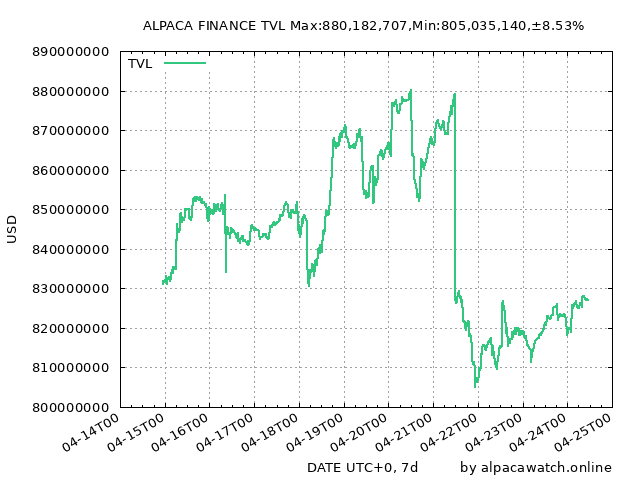 ALPACA FINANCE TVL Max:880,182,707,Min:805,035,140,±8.53%
890000000
880000000
870000000
860000000
850000000
840000000
830000000
820000000
810000000
800000000
USD
TVL
04-14T00
04-15T00
04-16T00
04-17T00
04-18T00
04-19T00
04-20T00
04-21T00
04-22T00
04-23T00
04-24T00
04-25T00
DATE UTC+0, 7d
by alpacawatch.online